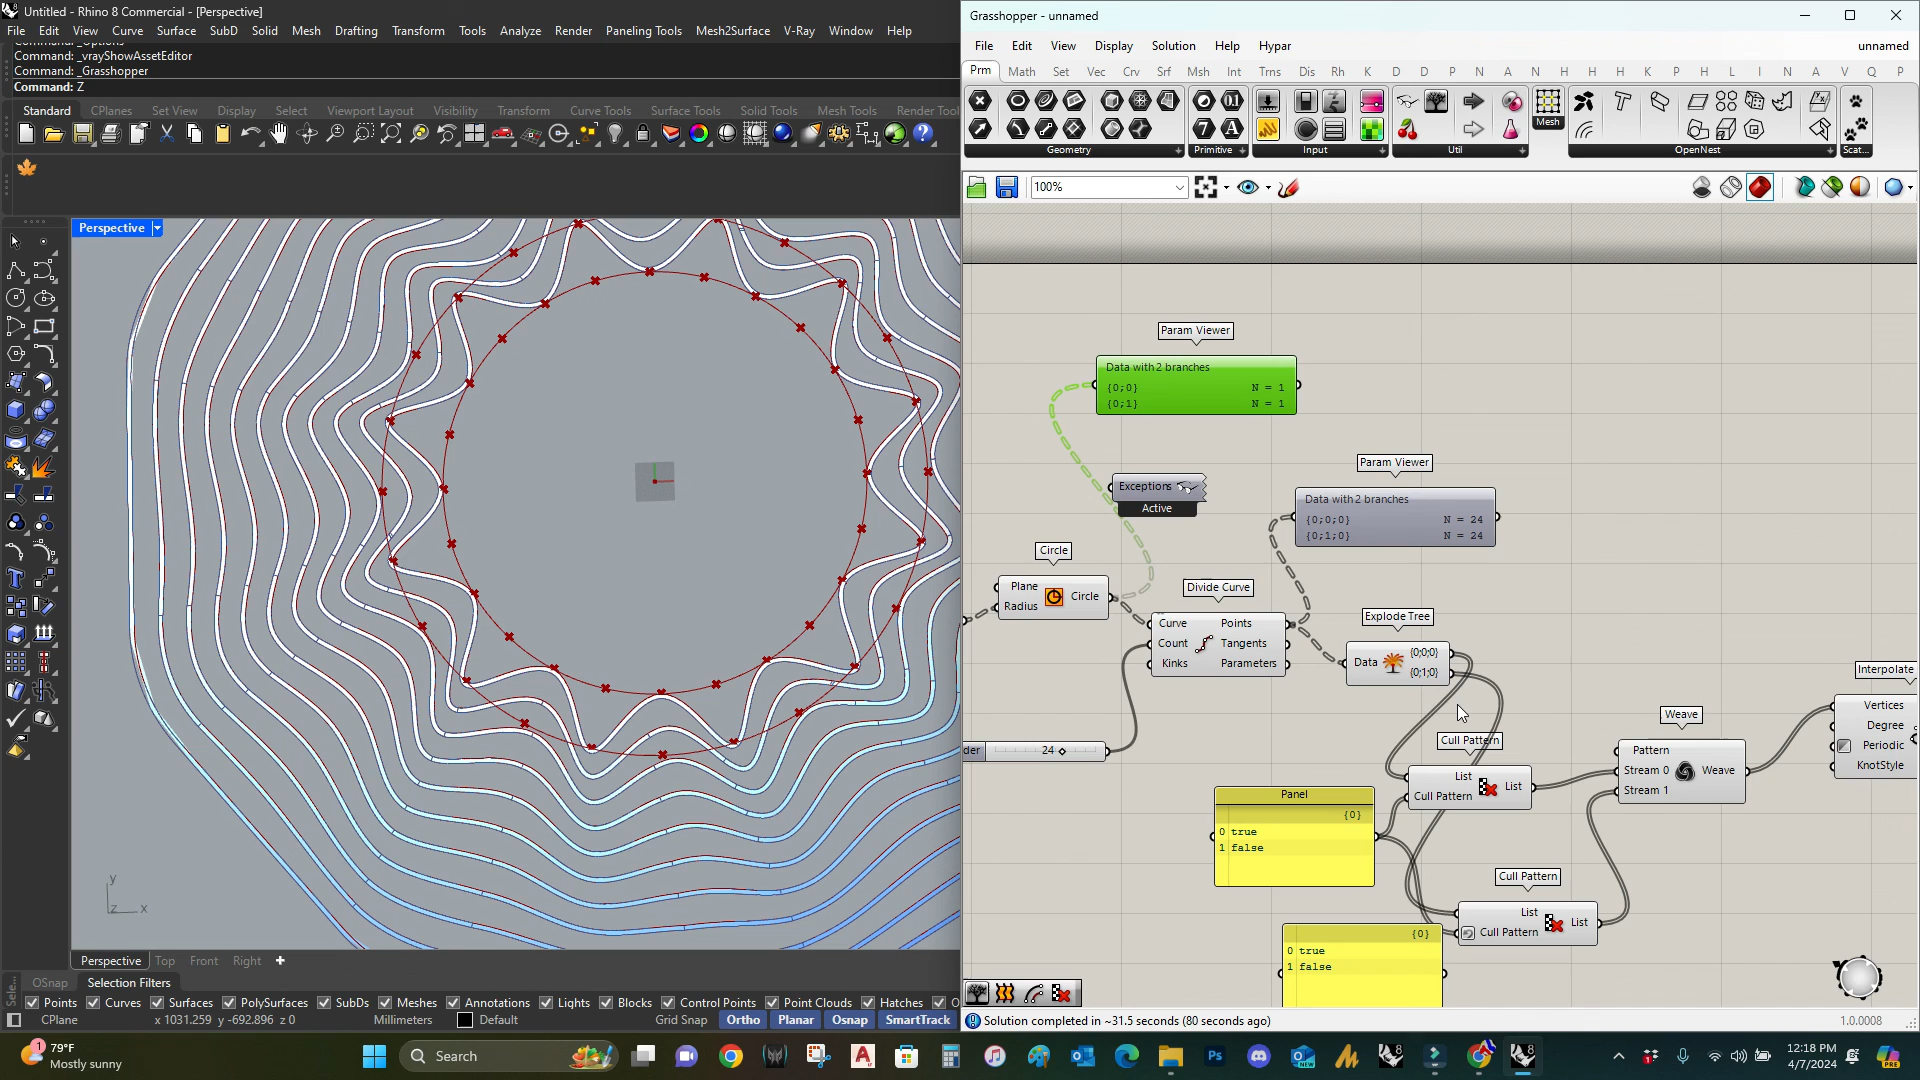 Untitled - Rhino 8 Commercial - [Perspective]
File Edit View Curve Surface SubD Solid Mesh Drafting Transform Tools Analyze Render Paneling Tools Mesh2Surface V-Ray Window Help
Command: _Options
Command: _vrayShowAssetEditor
Command: _Grasshopper
Command: Z
Standard CPlanes Set View Display Select Viewport Layout Visibility Transform Curve Tools Surface Tools Solid Tools Mesh Tools Render Tool
Perspective
y
z x
Perspective Top Front Right
OSnap Selection Filters
Sele...
Points Curves Surfaces PolySurfaces SubDs Meshes Annotations Lights Blocks Control Points Point Clouds Hatches O
CPlane x 1031.259 y -692.896 z 0 Millimeters Default Grid Snap Ortho Planar Osnap SmartTrack
Grasshopper - unnamed
File Edit View Display Solution Help Hypar unnamed
Prm Math Set Vec Crv Srf Msh Int Trns Dis Rh K D D P N A N H H H K P H L I N A V Q P
Mesh
Geometry Primitive Input Util OpenNest Scat...
100%
Param Viewer
Data with 2 branches
{0;0} N = 1
{0;1} N = 1
Exceptions
Active
Param Viewer
Data with 2 branches
{0;0;0} N = 24
{0;1;0} N = 24
Circle
Plane
Radius
Circle
Divide Curve
Curve Points
Count Tangents
Kinks Parameters
Explode Tree
Data
{0;0;0}
{0;1;0}
der 24
Cull Pattern
List
Cull Pattern
List
Weave
Pattern
Stream 0 Weave
Stream 1
Interpolate
Vertices
Degree
Periodic
KnotStyle
Panel
{0}
0 true
1 false
Cull Pattern
List
Cull Pattern
List
{0}
0 true
1 false
Solution completed in ~31.5 seconds (80 seconds ago)
1.0.0008
79°F
Mostly sunny
Search
12:18 PM
4/7/2024